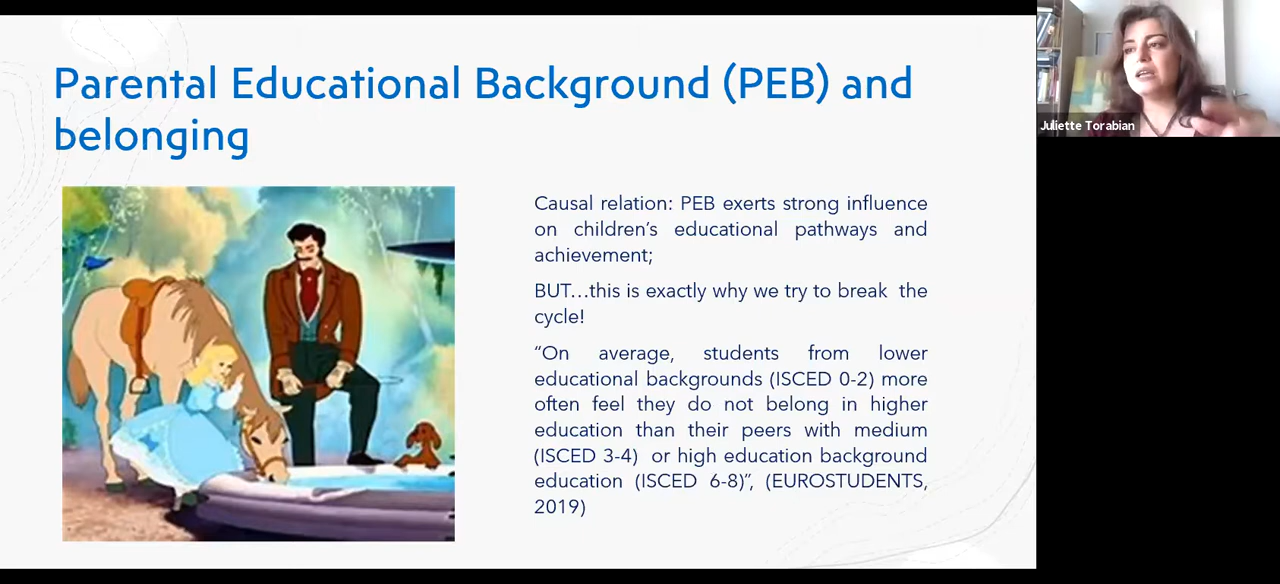 Parental Educational Background (PEB) and
belonging
Causal relation: PEB exerts strong influence
on children's educational pathways and
achievement;
BUT...this is exactly why we try to break the
cycle!
“On average, students from lower
educational backgrounds (ISCED 0-2) more
often feel they do not belong in higher
education than their peers with medium
(ISCED 3-4) or high education background
education (ISCED 6-8)”, (EUROSTUDENTS,
2019)
Juliette Torabian